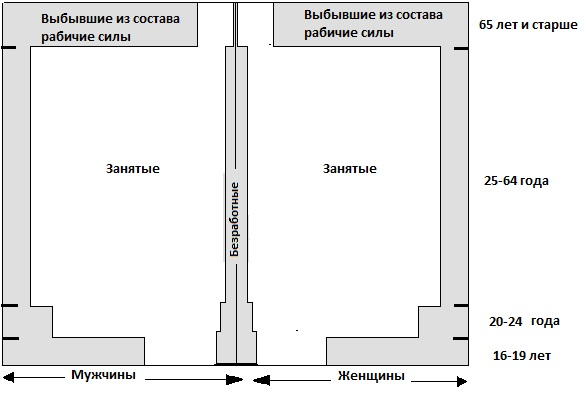 Выбывшие из состава
рабичие силы
Выбывшие из состава
рабичие силы
65 лет и старше
Занятые
Безработные
Занятые
25-64 года
20-24 года
16-19 лет
Мужчины
Женщины